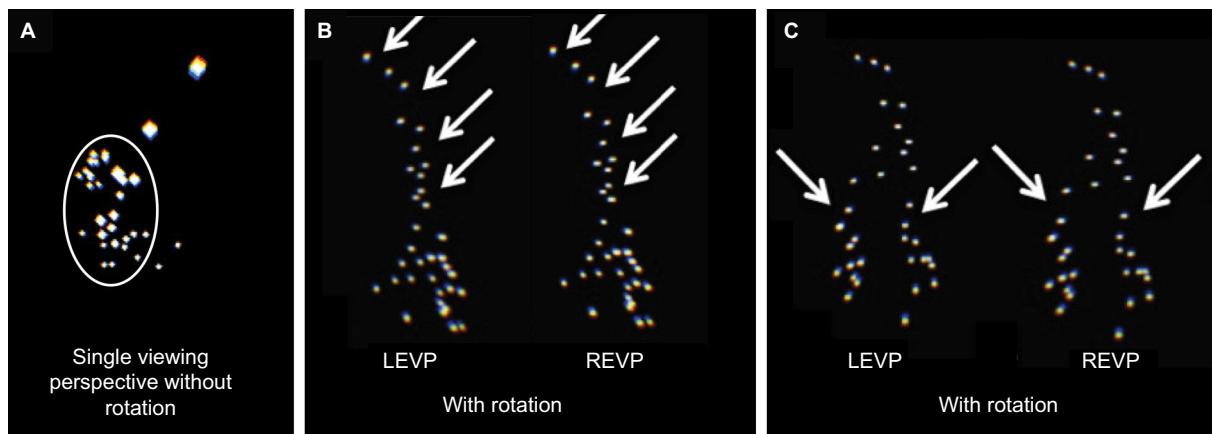 A
Single viewing
perspective without
rotation
B
LEVP
REVP
With rotation
C
LEVP
REVP
With rotation